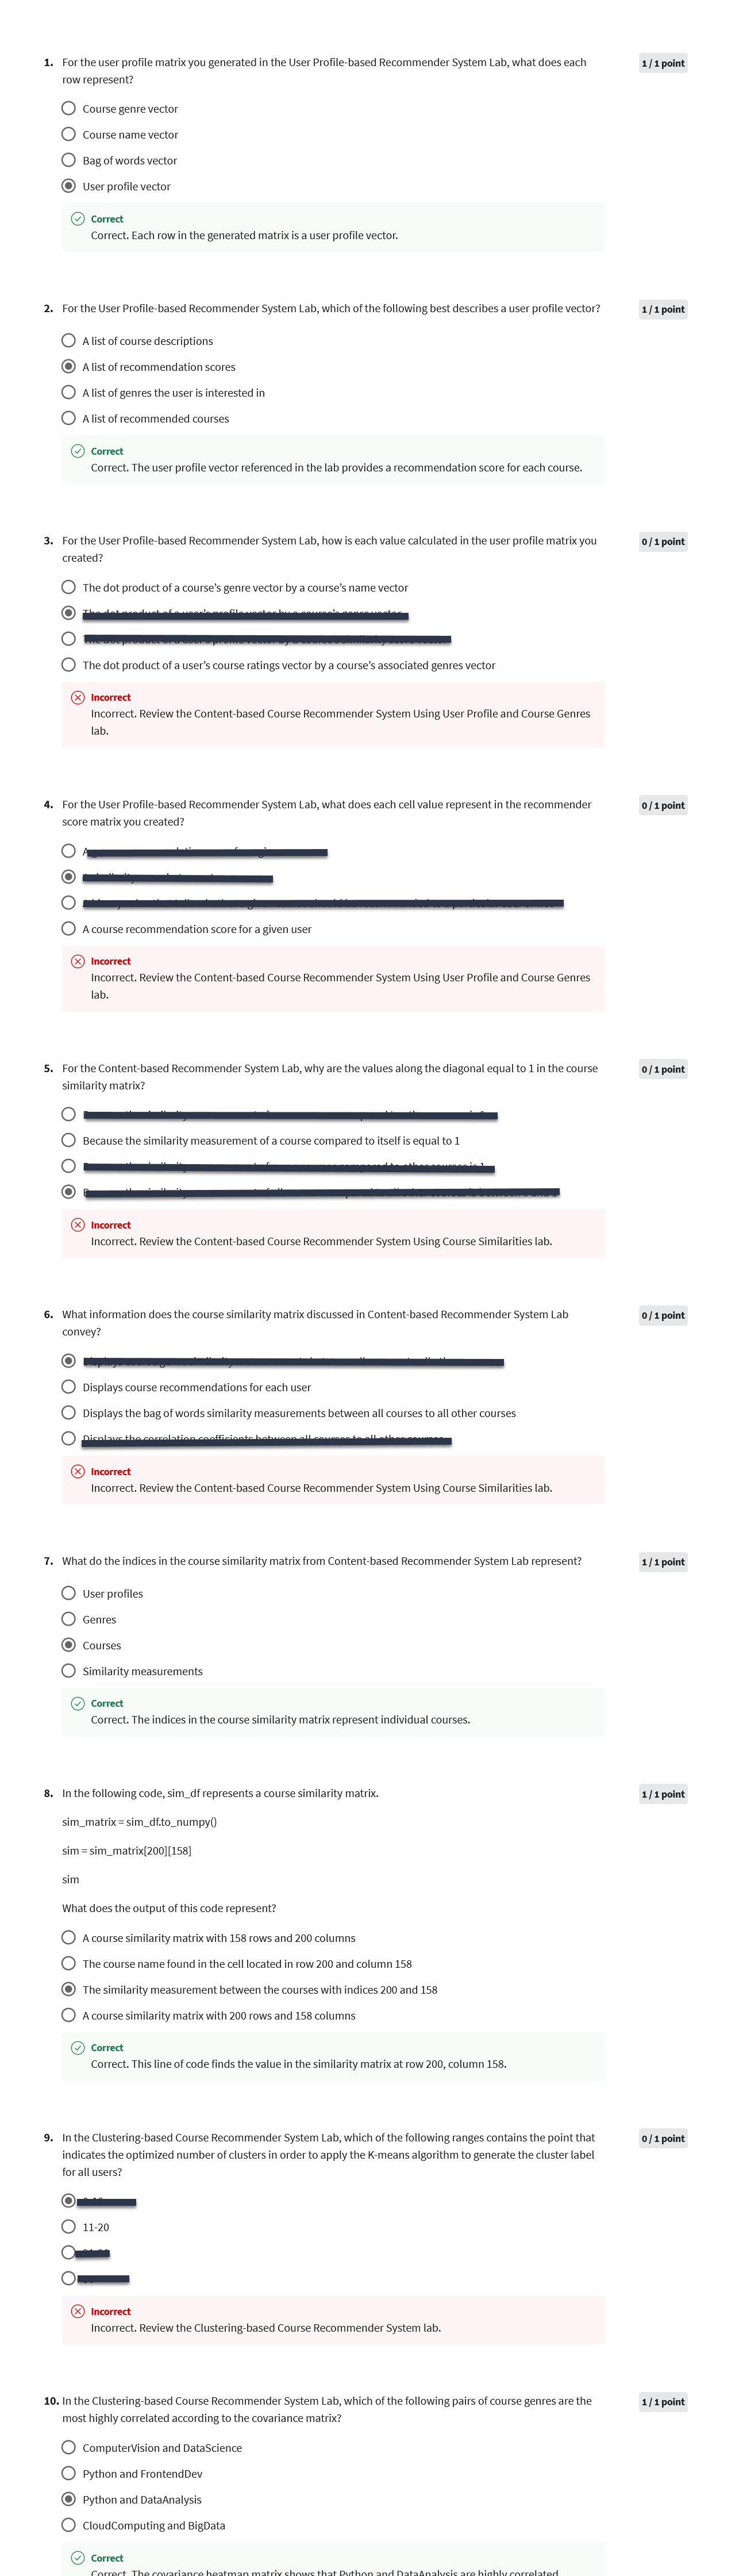 1. For the user profile matrix you generated in the User Profile-based Recommender System Lab, what does each
row represent?
1 / 1 point
Course genre vector
Course name vector
Bag of words vector
User profile vector
Correct
Correct. Each row in the generated matrix is a user profile vector.
2. For the User Profile-based Recommender System Lab, which of the following best describes a user profile vector?
1 / 1 point
A list of course descriptions
A list of recommendation scores
A list of genres the user is interested in
A list of recommended courses
Correct
Correct. The user profile vector referenced in the lab provides a recommendation score for each course.
3. For the User Profile-based Recommender System Lab, how is each value calculated in the user profile matrix you
created?
0 / 1 point
The dot product of a course’s genre vector by a course’s name vector
The dot product of a user’s profile vector by a course’s genre vector
The dot product of a user’s course ratings vector by a course’s associated genres vector
Incorrect
Incorrect. Review the Content-based Course Recommender System Using User Profile and Course Genres
lab.
4. For the User Profile-based Recommender System Lab, what does each cell value represent in the recommender
score matrix you created?
0 / 1 point
A course recommendation score for a given user
Incorrect
Incorrect. Review the Content-based Course Recommender System Using User Profile and Course Genres
lab.
5. For the Content-based Recommender System Lab, why are the values along the diagonal equal to 1 in the course
similarity matrix?
0 / 1 point
Because the similarity measurement of a course compared to itself is equal to 1
Incorrect
Incorrect. Review the Content-based Course Recommender System Using Course Similarities lab.
6. What information does the course similarity matrix discussed in Content-based Recommender System Lab
convey?
0 / 1 point
Displays course recommendations for each user
Displays the bag of words similarity measurements between all courses to all other courses
Displays the correlation coefficients between all courses to all other courses
Incorrect
Incorrect. Review the Content-based Course Recommender System Using Course Similarities lab.
7. What do the indices in the course similarity matrix from Content-based Recommender System Lab represent?
1 / 1 point
User profiles
Genres
Courses
Similarity measurements
Correct
Correct. The indices in the course similarity matrix represent individual courses.
8. In the following code, sim_df represents a course similarity matrix.
1 / 1 point
sim_matrix = sim_df.to_numpy()
sim = sim_matrix[200][158]
sim
What does the output of this code represent?
A course similarity matrix with 158 rows and 200 columns
The course name found in the cell located in row 200 and column 158
The similarity measurement between the courses with indices 200 and 158
A course similarity matrix with 200 rows and 158 columns
Correct
Correct. This line of code finds the value in the similarity matrix at row 200, column 158.
9. In the Clustering-based Course Recommender System Lab, which of the following ranges contains the point that
indicates the optimized number of clusters in order to apply the K-means algorithm to generate the cluster label
for all users?
0 / 1 point
11-20
Incorrect
Incorrect. Review the Clustering-based Course Recommender System lab.
10. In the Clustering-based Course Recommender System Lab, which of the following pairs of course genres are the
most highly correlated according to the covariance matrix?
1 / 1 point
ComputerVision and DataScience
Python and FrontendDev
Python and DataAnalysis
CloudComputing and BigData
Correct
Correct. The covariance heatmap matrix shows that Python and DataAnalysis are highly correlated